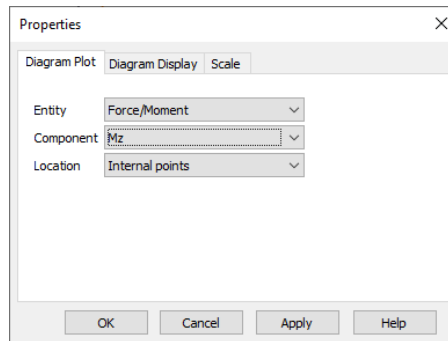 Properties
Diagram Plot Diagram Display Scale
Entity Force/Moment
Component Mz
Location Internal points
OK Cancel Apply Help